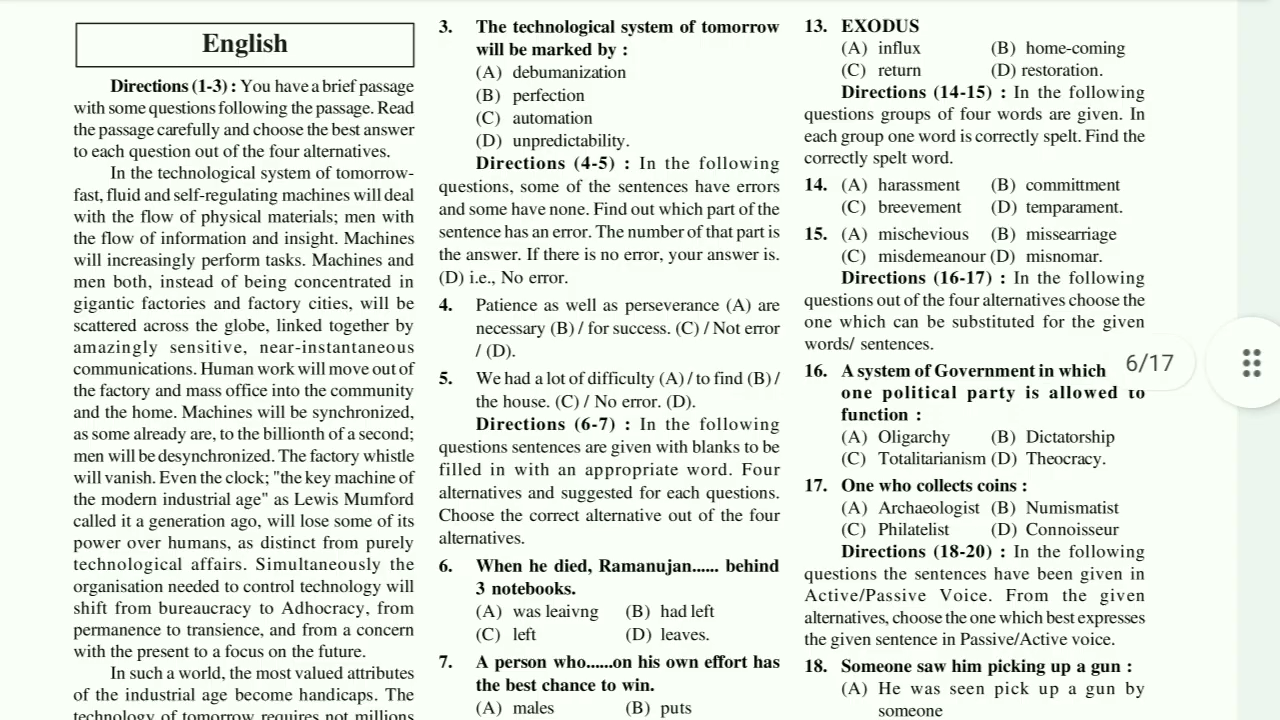 English
Directions (1-3) : You have a brief passage
with some questions following the passage. Read
the passage carefully and choose the best answer
to each question out of the four alternatives.
In the technological system of tomorrow-
fast, fluid and self-regulating machines will deal
with the flow of physical materials; men with
the flow of information and insight. Machines
will increasingly perform tasks. Machines and
men both, instead of being concentrated in
gigantic factories and factory cities, will be
scattered across the globe, linked together by
amazingly sensitive, near-instantaneous
communications. Human work will move out of
the factory and mass office into the community
and the home. Machines will be synchronized,
as some already are, to the billionth of a second;
men will be desynchronized. The factory whistle
will vanish. Even the clock; "the key machine of
the modern industrial age" as Lewis Mumford
called it a generation ago, will lose some of its
power over humans, as distinct from purely
technological affairs. Simultaneously the
organisation needed to control technology will
shift from bureaucracy to Adhocracy, from
permanence to transience, and from a concern
with the present to a focus on the future.
In such a world, the most valued attributes
of the industrial age become handicaps. The
technology of tomorrow requires not millions
3. The technological system of tomorrow
will be marked by :
(A) debumanization
(B) perfection
(C) automation
(D) unpredictability.
Directions (4-5) : In the following
questions, some of the sentences have errors
and some have none. Find out which part of the
sentence has an error. The number of that part is
the answer. If there is no error, your answer is.
(D) i.e., No error.
4. Patience as well as perseverance (A) are
necessary (B) / for success. (C) / Not error
/ (D).
5. We had a lot of difficulty (A) / to find (B) /
the house. (C) / No error. (D).
Directions (6-7) : In the following
questions sentences are given with blanks to be
filled in with an appropriate word. Four
alternatives and suggested for each questions.
Choose the correct alternative out of the four
alternatives.
6. When he died, Ramanujan...... behind
3 notebooks.
(A) was leaivng (B) had left
(C) left (D) leaves.
7. A person who......on his own effort has
the best chance to win.
(A) males (B) puts
13. EXODUS
(A) influx (B) home-coming
(C) return (D) restoration.
Directions (14-15) : In the following
questions groups of four words are given. In
each group one word is correctly spelt. Find the
correctly spelt word.
14. (A) harassment (B) committment
(C) breevement (D) temparament.
15. (A) mischevious (B) missearriage
(C) misdemeanour (D) misnomar.
Directions (16-17) : In the following
questions out of the four alternatives choose the
one which can be substituted for the given
words/ sentences.
16. A system of Government in which
one political party is allowed to
function :
(A) Oligarchy (B) Dictatorship
(C) Totalitarianism (D) Theocracy.
17. One who collects coins :
(A) Archaeologist (B) Numismatist
(C) Philatelist (D) Connoisseur
Directions (18-20) : In the following
questions the sentences have been given in
Active/Passive Voice. From the given
alternatives, choose the one which best expresses
the given sentence in Passive/Active voice.
18. Someone saw him picking up a gun :
(A) He was seen pick up a gun by
someone
6/17